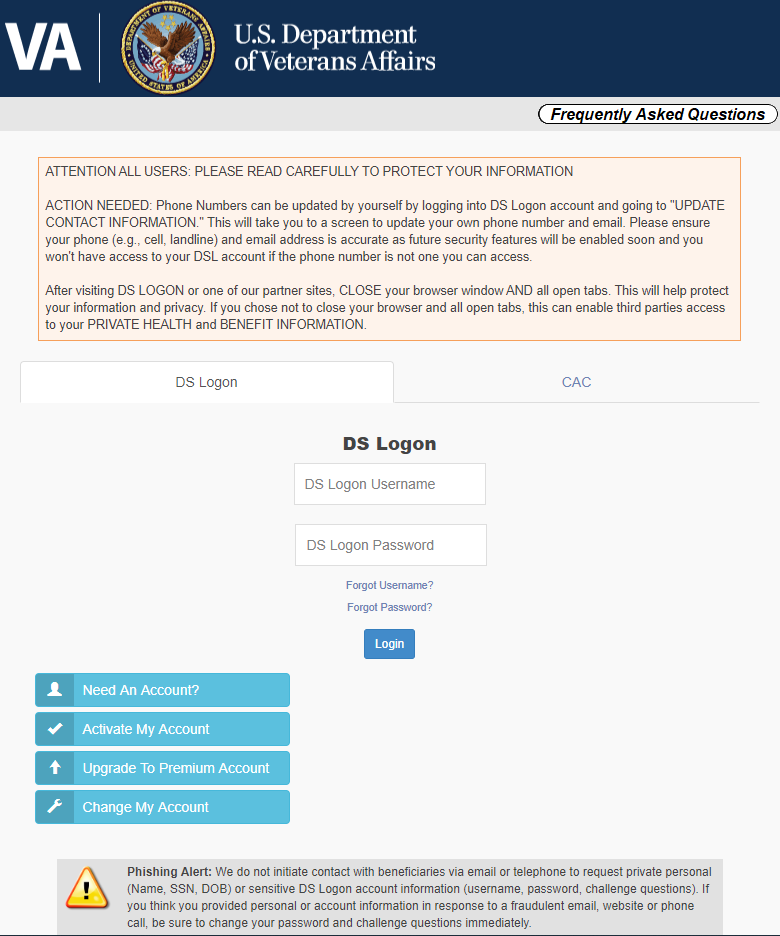 VA
DEPARTMENT OF VETERANS AFFAIRS
UNITED STATES OF AMERICA
U.S. Department
of Veterans Affairs
Frequently Asked Questions
ATTENTION ALL USERS: PLEASE READ CAREFULLY TO PROTECT YOUR INFORMATION
ACTION NEEDED: Phone Numbers can be updated by yourself by logging into DS Logon account and going to "UPDATE
CONTACT INFORMATION." This will take you to a screen to update your own phone number and email. Please ensure
your phone (e.g., cell, landline) and email address is accurate as future security features will be enabled soon and you
won't have access to your DSL account if the phone number is not one you can access.
After visiting DS LOGON or one of our partner sites, CLOSE your browser window AND all open tabs. This will help protect
your information and privacy. If you chose not to close your browser and all open tabs, this can enable third parties access
to your PRIVATE HEALTH and BENEFIT INFORMATION.
DS Logon
CAC
DS Logon
DS Logon Username
DS Logon Password
Forgot Username?
Forgot Password?
Login
Need An Account?
Activate My Account
Upgrade To Premium Account
Change My Account
Phishing Alert: We do not initiate contact with beneficiaries via email or telephone to request private personal
(Name, SSN, DOB) or sensitive DS Logon account information (username, password, challenge questions). If
you think you provided personal or account information in response to a fraudulent email, website or phone
call, be sure to change your password and challenge questions immediately.